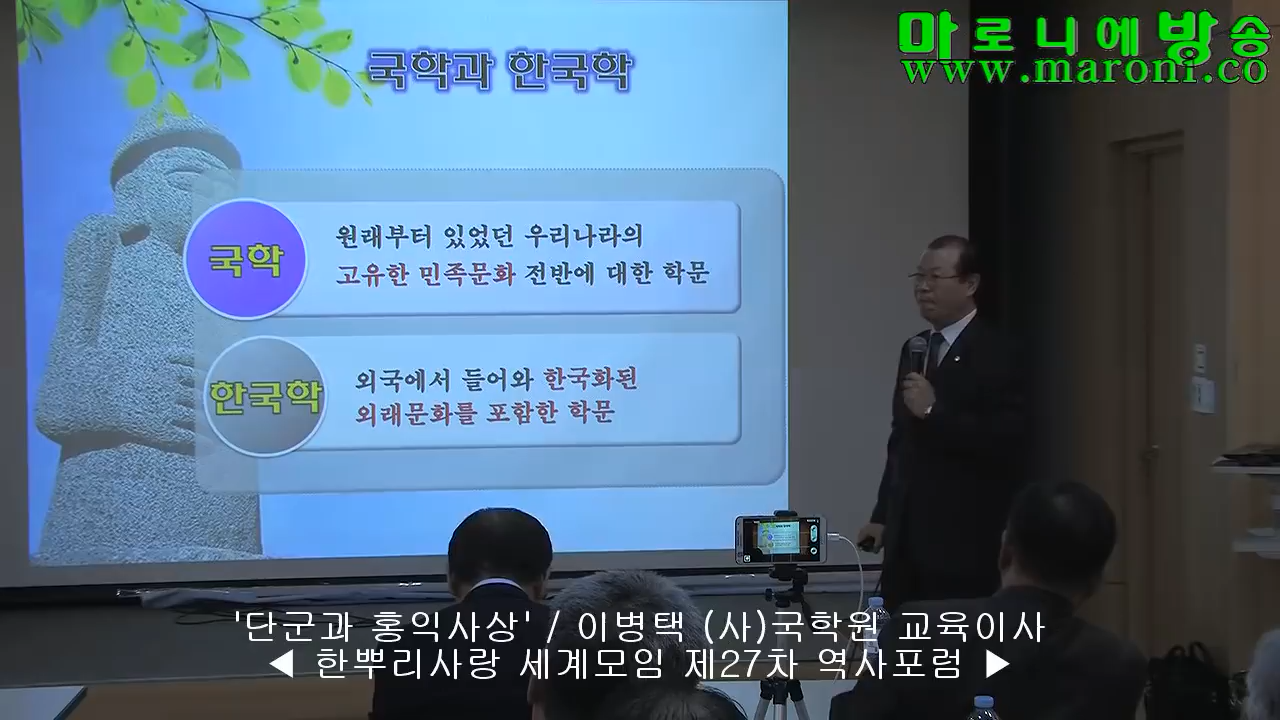 마로니에방송
www.maroni.co
국학과 한국학
국학
원래부터 있었던 우리나라의
고유한 민족문화 전반에 대한 학문
한국학
외국에서 들어와 한국화된
외래문화를 포함한 학문
'단군과 홍익사상' / 이병택 (사)국학원 교육이사
◀ 한뿌리사랑 세계모임 제27차 역사포럼 ▶